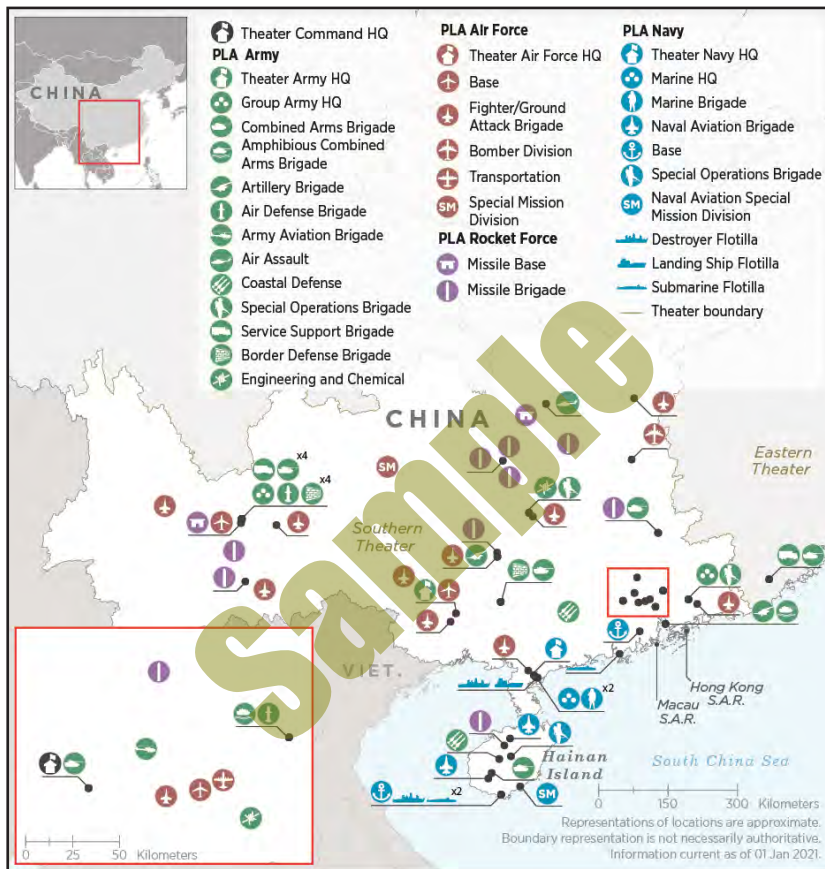 CHINA
Theater Command HQ
PLA Army
Theater Army HQ
Group Army HQ
Combined Arms Brigade
Amphibious Combined
Arms Brigade
Artillery Brigade
Air Defense Brigade
Army Aviation Brigade
Air Assault
Coastal Defense
Special Operations Brigade
Service Support Brigade
Border Defense Brigade
Engineering and Chemical
PLA Air Force
Theater Air Force HQ
Base
Fighter/Ground
Attack Brigade
Bomber Division
Transportation
SM
Special Mission
Division
PLA Rocket Force
Missile Base
Missile Brigade
PLA Navy
Theater Navy HQ
Marine HQ
Marine Brigade
Naval Aviation Brigade
Base
Special Operations Brigade
SM
Naval Aviation Special
Mission Division
Destroyer Flotilla
Landing Ship Flotilla
Submarine Flotilla
Theater boundary
CHINA
Eastern
Theater
x4
SM
x4
Southern
Theater
Sample
VIET.
x2
Hong Kong
S.A.R.
Macau
S.A.R.
Hainan
Island
South China Sea
x2
SM
0 150 300 Kilometers
Representations of locations are approximate.
Boundary representation is not necessarily authoritative.
Information current as of 01 Jan 2021.
0 25 50 Kilometers